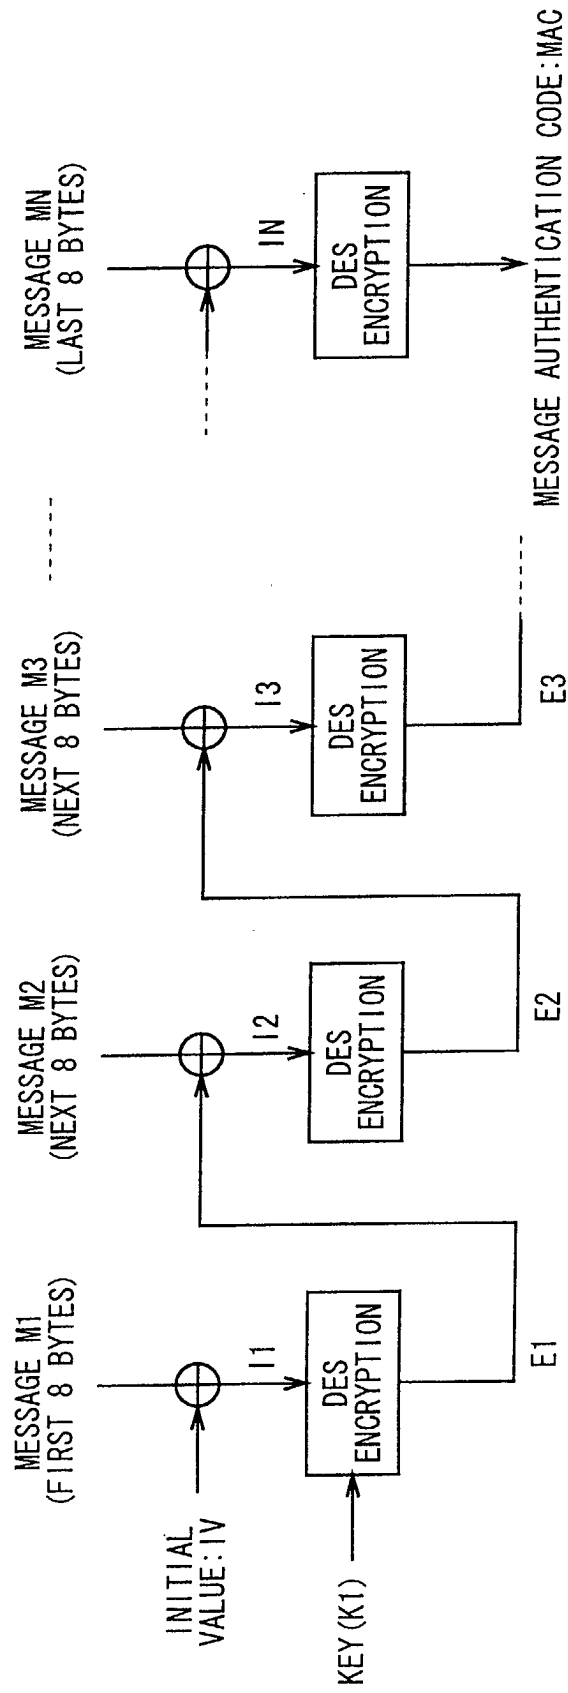 MESSAGE M1
(FIRST 8 BYTES)
MESSAGE M2
(NEXT 8 BYTES)
MESSAGE M3
(NEXT 8 BYTES)
MESSAGE MN
(LAST 8 BYTES)
INITIAL
VALUE:IV
I1
I2
I3
IN
KEY(K1)
DES
ENCRYPTION
DES
ENCRYPTION
DES
ENCRYPTION
DES
ENCRYPTION
E1
E2
E3
MESSAGE AUTHENTICATION CODE:MAC